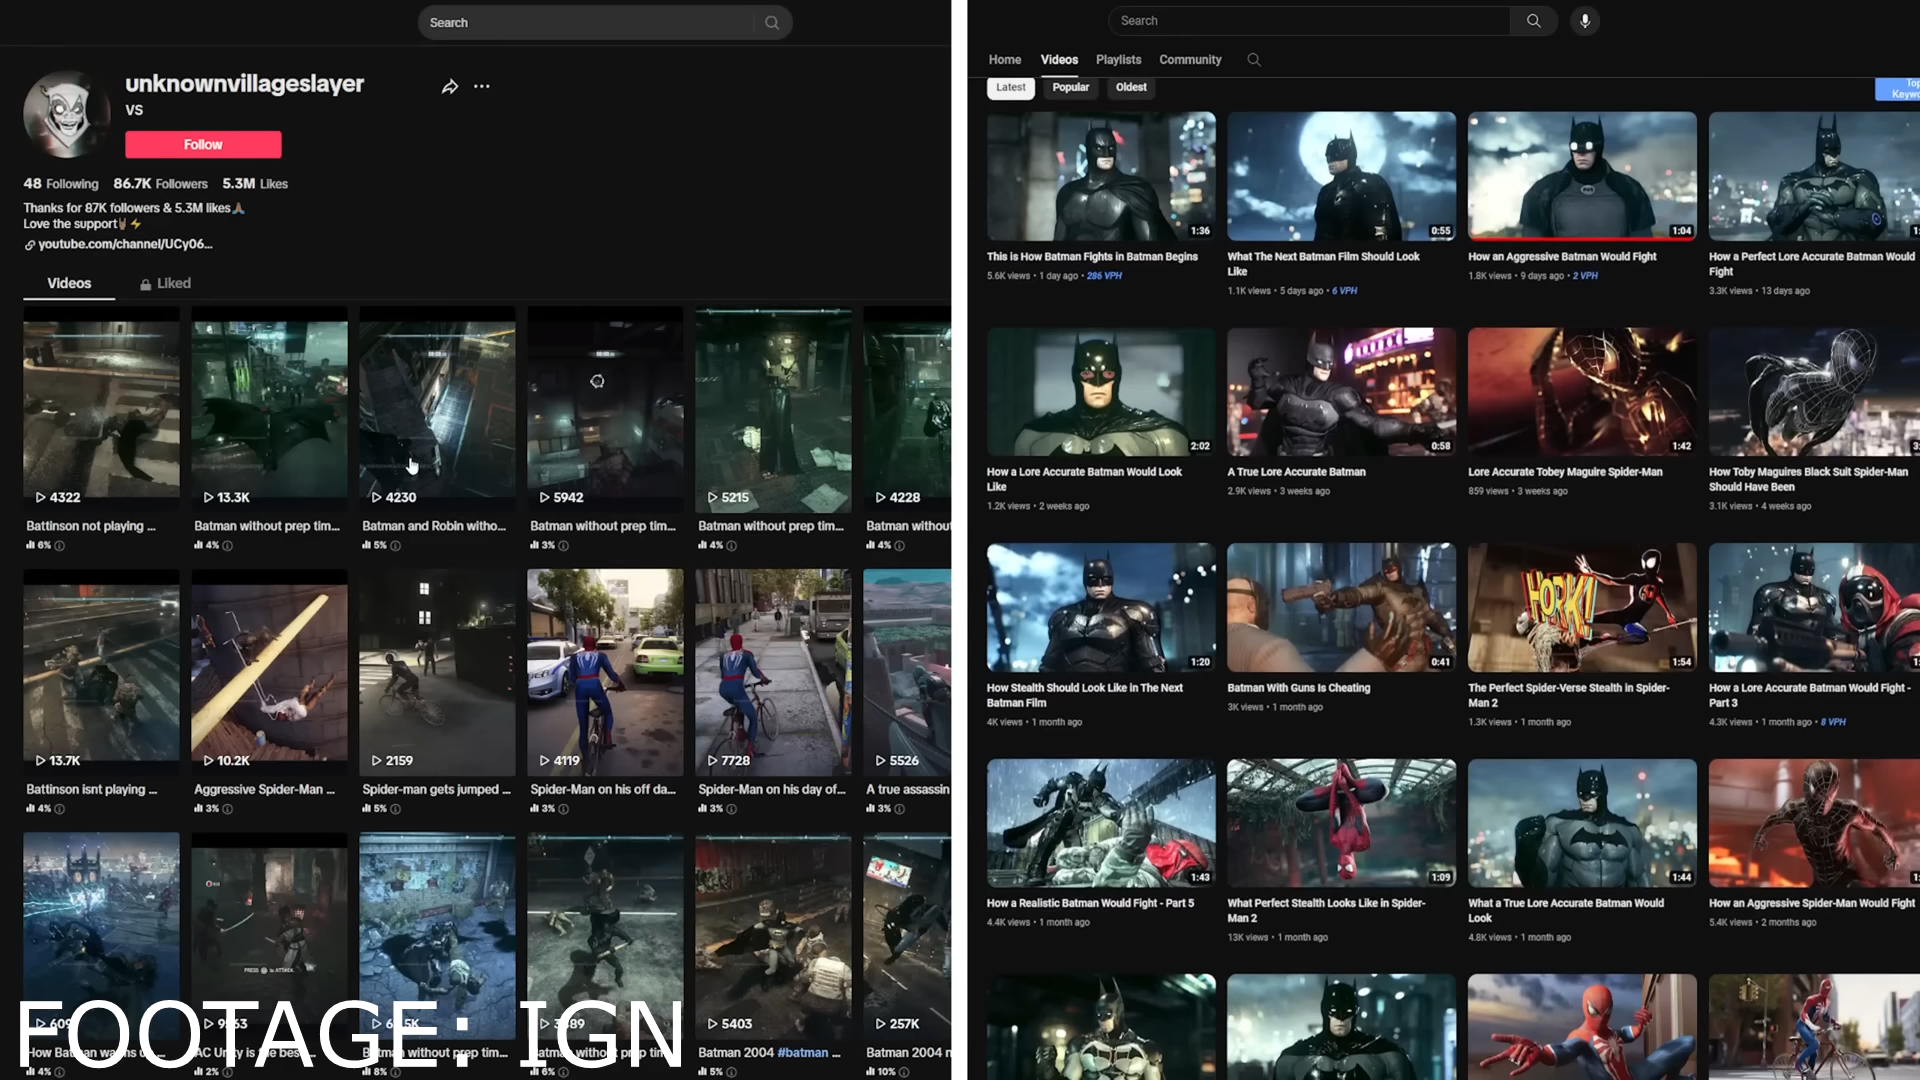 Search
unknownvillageslayer
VS
Follow
48 Following 86.7K Followers 5.3M Likes
Thanks for 87K followers & 5.3M likes🙏🏾
Love the support🤘🏾⚡
youtube.com/channel/UCy06...
Videos Liked
4322 13.3K 4230 5942 5215 4228
Battinson not playing ... Batman without prep tim... Batman and Robin witho... Batman without prep tim... Batman without prep tim... Batman without
6% 4% 5% 3% 4% 4%
13.7K 10.2K 2159 4119 7728 5526
Battinson isnt playing ... Aggressive Spider-Man ... Spider-man gets jumped ... Spider-Man on his off da... Spider-Man on his day of... A true assassin
4% 3% 5% 3% 3% 3%
PRESS to ATTACK
5403 257K
Batman without prep tim... Batman without prep tim... Batman 2004 #batman ... Batman 2004 n
4% 2% 8% 6% 5% 10%
FOOTAGE: IGN
Search
Home Videos Playlists Community
Latest Popular Oldest
Top
Keywo
1:36 0:55 1:04
This is How Batman Fights in Batman Begins
5.6K views • 1 day ago • 286 VPH
What The Next Batman Film Should Look
Like
1.1K views • 5 days ago • 6 VPH
How an Aggressive Batman Would Fight
1.8K views • 9 days ago • 2 VPH
How a Perfect Lore Accurate Batman Would
Fight
3.3K views • 13 days ago
2:02 0:58 1:42
How a Lore Accurate Batman Would Look
Like
1.2K views • 2 weeks ago
A True Lore Accurate Batman
2.9K views • 3 weeks ago
Lore Accurate Tobey Maguire Spider-Man
859 views • 3 weeks ago
How Toby Maguires Black Suit Spider-Man
Should Have Been
3.1K views • 4 weeks ago
HORK!
1:20 0:41 1:54
How Stealth Should Look Like in The Next
Batman Film
4K views • 1 month ago
Batman With Guns Is Cheating
3K views • 1 month ago
The Perfect Spider-Verse Stealth in Spider-
Man 2
1.3K views • 1 month ago
How a Lore Accurate Batman Would Fight -
Part 3
4.3K views • 1 month ago • 8 VPH
1:43 1:09 1:44
How a Realistic Batman Would Fight - Part 5
4.4K views • 1 month ago
What Perfect Stealth Looks Like in Spider-
Man 2
13K views • 1 month ago
What a True Lore Accurate Batman Would
Look
4.8K views • 1 month ago
How an Aggressive Spider-Man Would Fight
5.4K views • 2 months ago